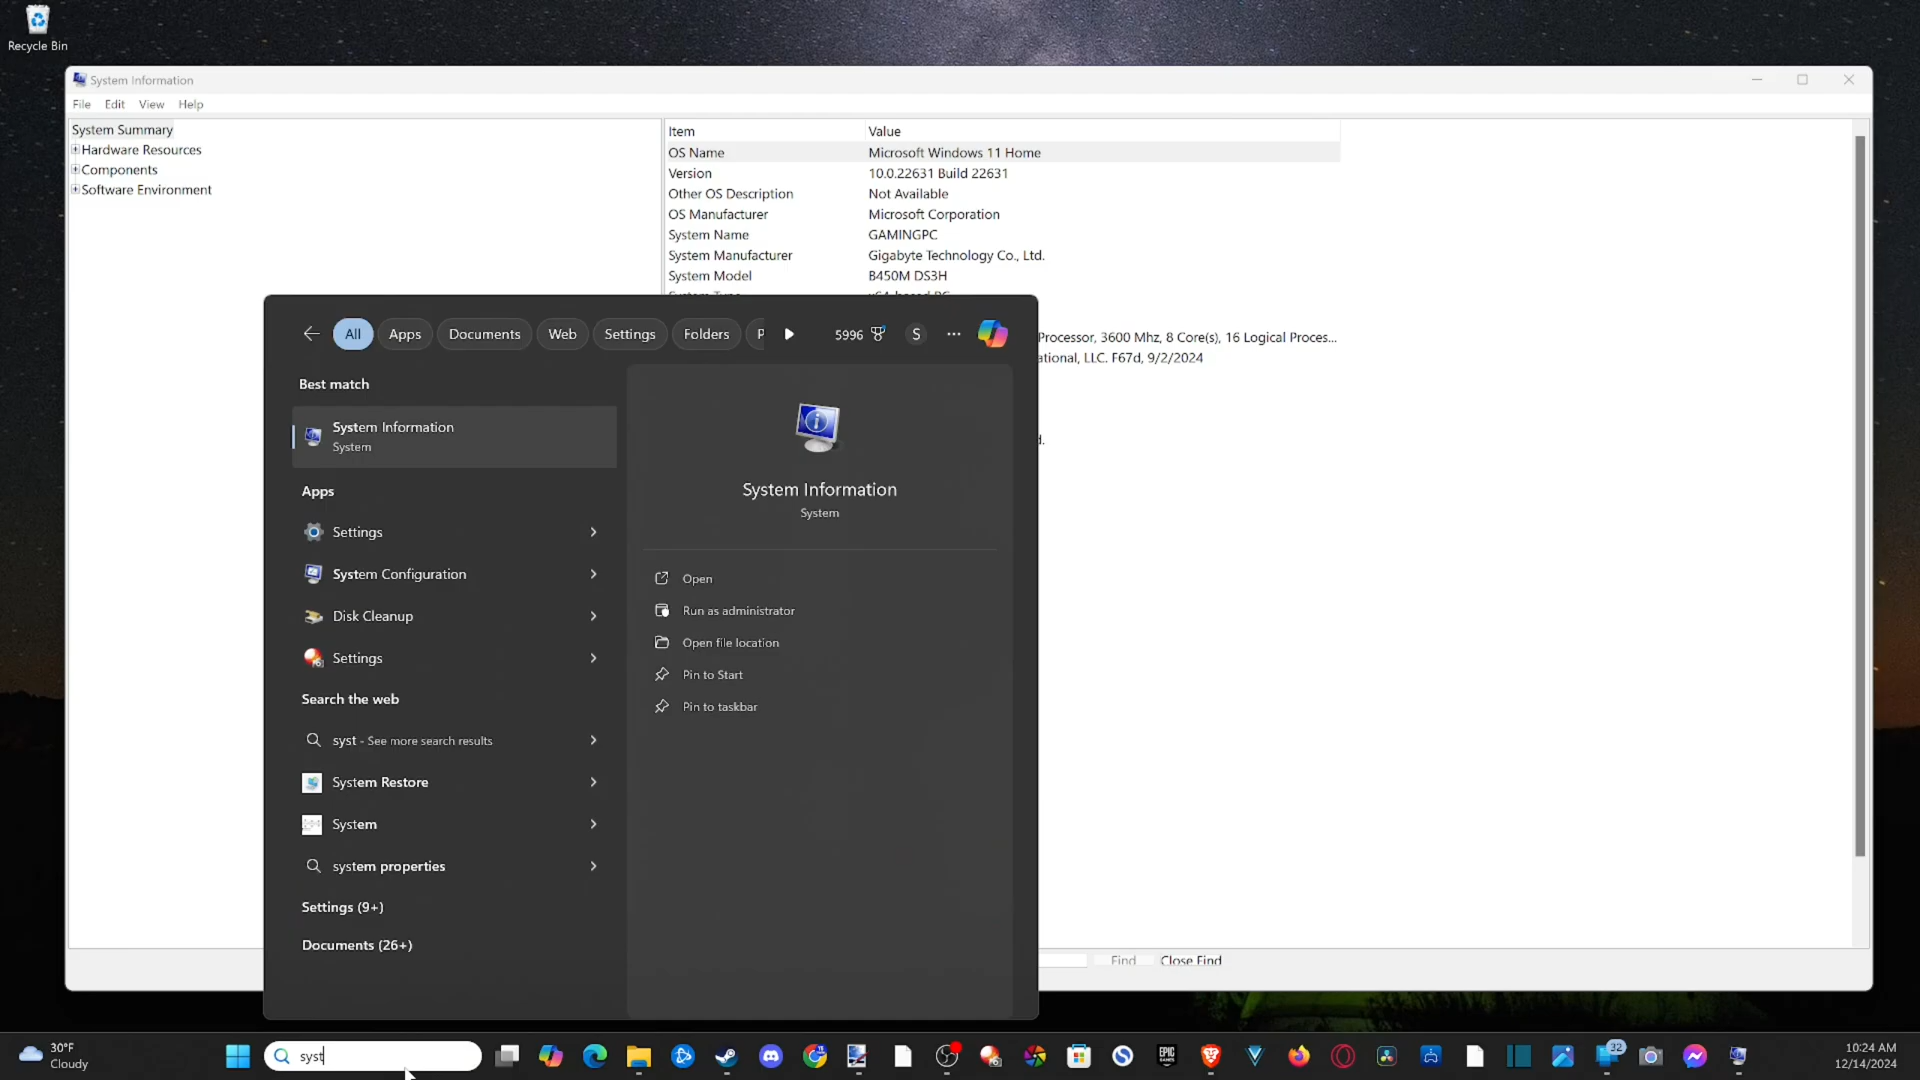 Recycle Bin
System Information
File Edit View Help
System Summary
Hardware Resources
Components
Software Environment
Item Value
OS Name Microsoft Windows 11 Home
Version 10.0.22631 Build 22631
Other OS Description Not Available
OS Manufacturer Microsoft Corporation
System Name GAMINGPC
System Manufacturer Gigabyte Technology Co., Ltd.
System Model B450M DS3H
Processor, 3600 Mhz, 8 Core(s), 16 Logical Proces...
ational, LLC. F67d, 9/2/2024
d.
All Apps Documents Web Settings Folders P 5996 S ...
Best match
System Information
System
Apps
Settings
System Configuration
Disk Cleanup
Settings
Search the web
syst - See more search results
System Restore
System
system properties
Settings (9+)
Documents (26+)
System Information
System
Open
Run as administrator
Open file location
Pin to Start
Pin to taskbar
Find Close Find
30°F
Cloudy
syst
EPIC GAMES
32
10:24 AM
12/14/2024